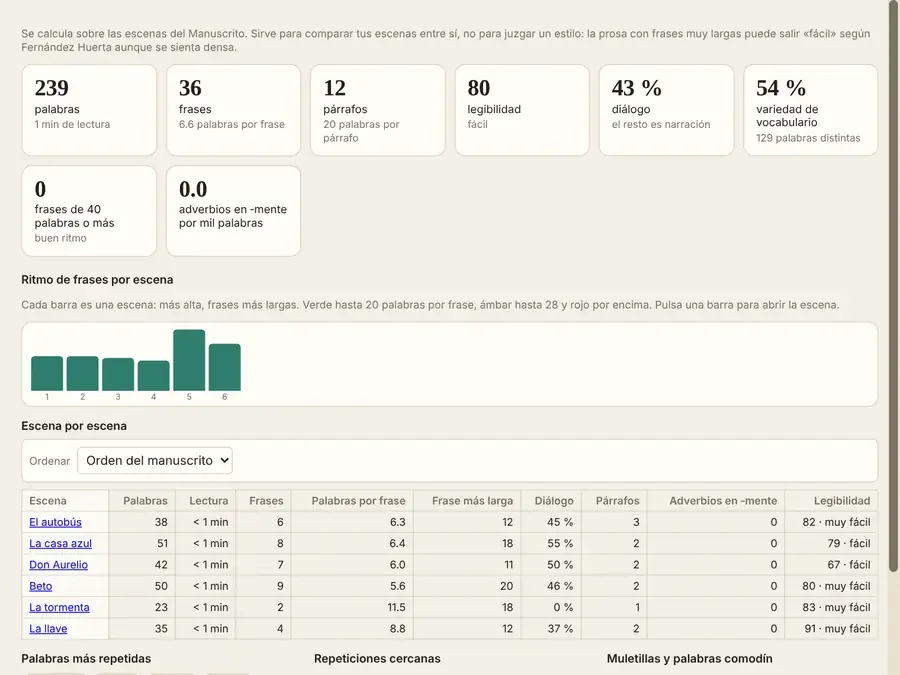 Se calcula sobre las escenas del Manuscrito. Sirve para comparar tus escenas entre sí, no para juzgar un estilo: la prosa con frases muy largas puede salir «fácil» según
Fernández Huerta aunque se sienta densa.
239
palabras
1 min de lectura
36
frases
6.6 palabras por frase
12
párrafos
20 palabras por
párrafo
80
legibilidad
fácil
43 %
diálogo
el resto es narración
54 %
variedad de
vocabulario
129 palabras distintas
0
frases de 40
palabras o más
buen ritmo
0.0
adverbios en -mente
por mil palabras
Ritmo de frases por escena
Cada barra es una escena: más alta, frases más largas. Verde hasta 20 palabras por frase, ámbar hasta 28 y rojo por encima. Pulsa una barra para abrir la escena.
1 2 3 4 5 6
Escena por escena
Ordenar Orden del manuscrito
Escena Palabras Lectura Frases Palabras por frase Frase más larga Diálogo Párrafos Adverbios en -mente Legibilidad
El autobús 38 < 1 min 6 6.3 12 45 % 3 0 82 · muy fácil
La casa azul 51 < 1 min 8 6.4 18 55 % 2 0 79 · fácil
Don Aurelio 42 < 1 min 7 6.0 11 50 % 2 0 67 · fácil
Beto 50 < 1 min 9 5.6 20 46 % 2 0 80 · muy fácil
La tormenta 23 < 1 min 2 11.5 18 0 % 1 0 83 · muy fácil
La llave 35 < 1 min 4 8.8 12 37 % 2 0 91 · muy fácil
Palabras más repetidas Repeticiones cercanas Muletillas y palabras comodín